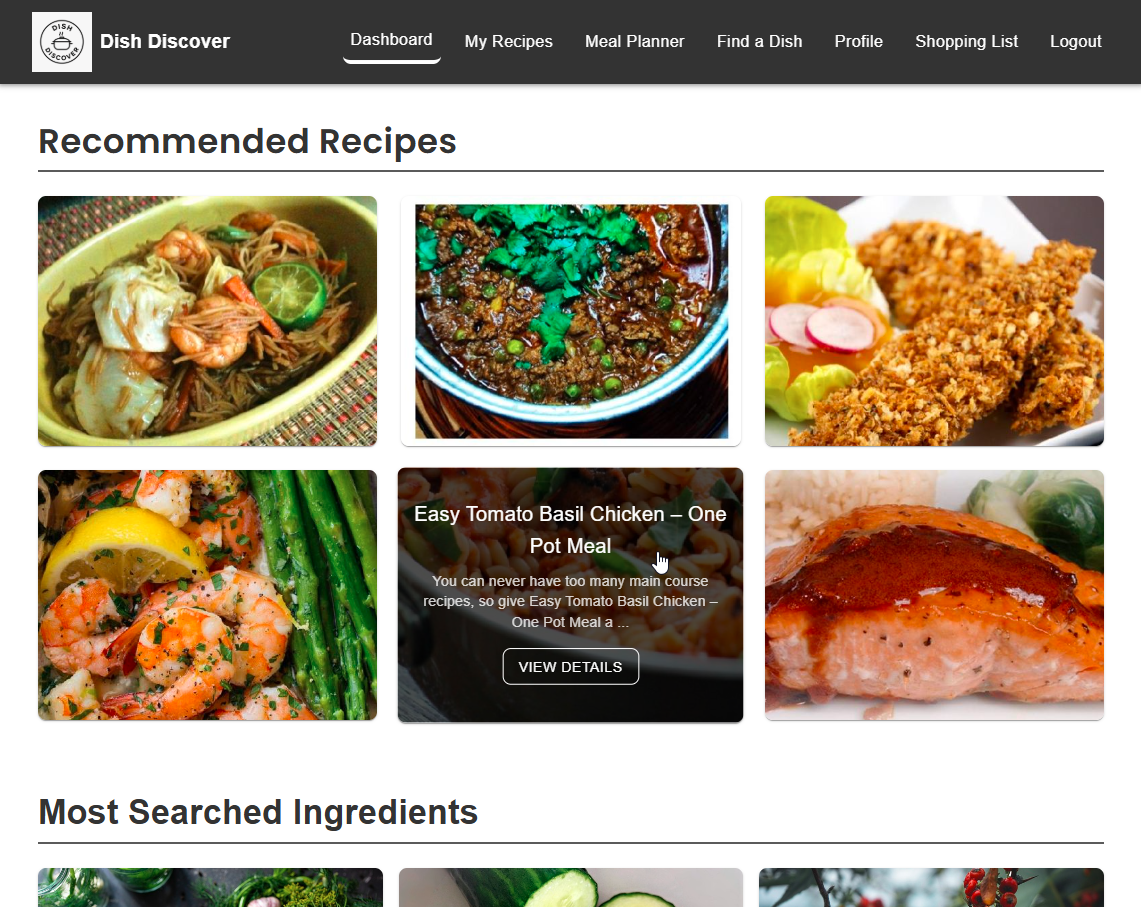 DISH
DISCOVER
Dish Discover
Dashboard
My Recipes
Meal Planner
Find a Dish
Profile
Shopping List
Logout
Recommended Recipes
Easy Tomato Basil Chicken – One
Pot Meal
You can never have too many main course
recipes, so give Easy Tomato Basil Chicken –
One Pot Meal a ...
VIEW DETAILS
Most Searched Ingredients